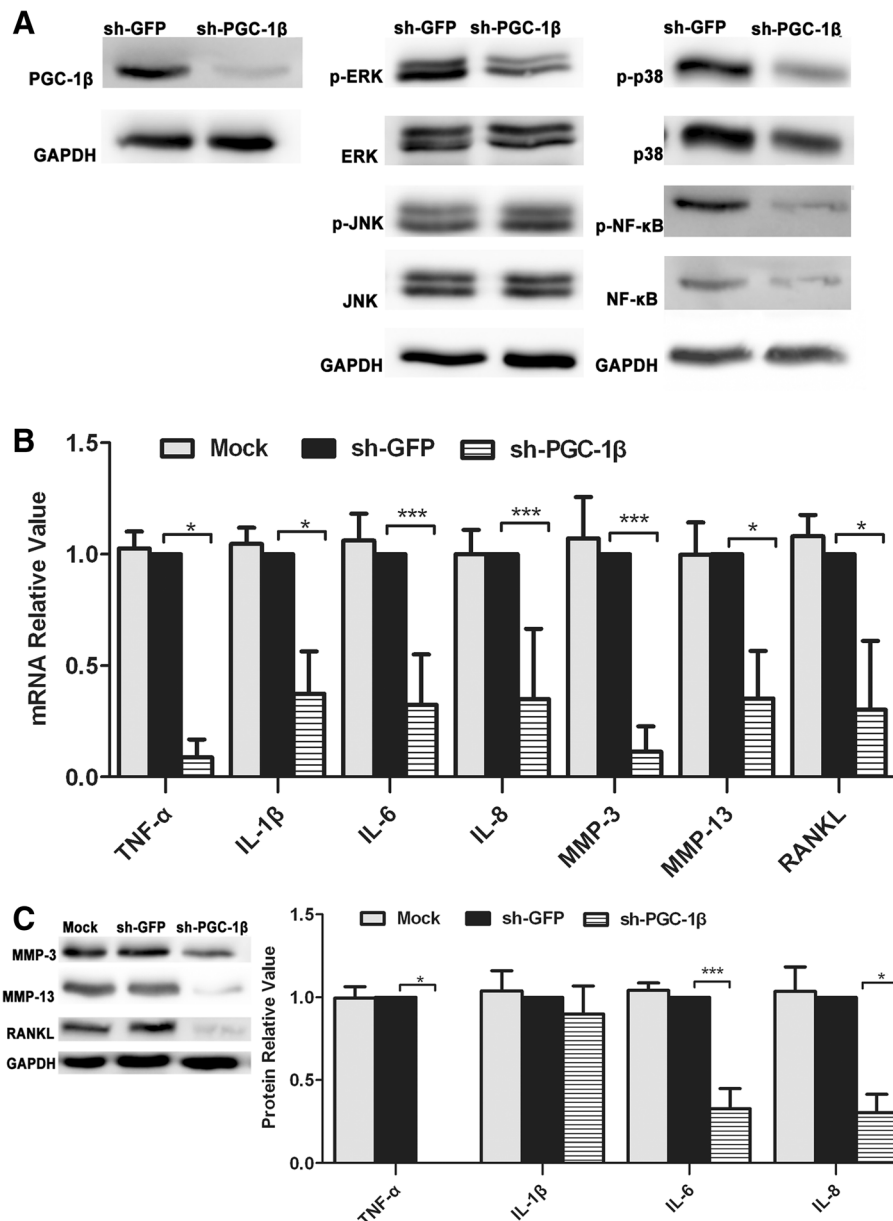 A
sh-GFP sh-PGC-1β
PGC-1β
GAPDH
sh-GFP sh-PGC-1β
p-ERK
ERK
p-JNK
JNK
GAPDH
sh-GFP sh-PGC-1β
p-p38
p38
p-NF-κB
NF-κB
GAPDH
B
Mock sh-GFP sh-PGC-1β
mRNA Relative Value
1.5
1.0
0.5
0.0
* * *** *** *** * *
TNF-α IL-1β IL-6 IL-8 MMP-3 MMP-13 RANKL
C
Mock sh-GFP sh-PGC-1β
MMP-3
MMP-13
RANKL
GAPDH
Mock sh-GFP sh-PGC-1β
Protein Relative Value
1.5
1.0
0.5
0.0
* *** *
TNF-α IL-1β IL-6 IL-8